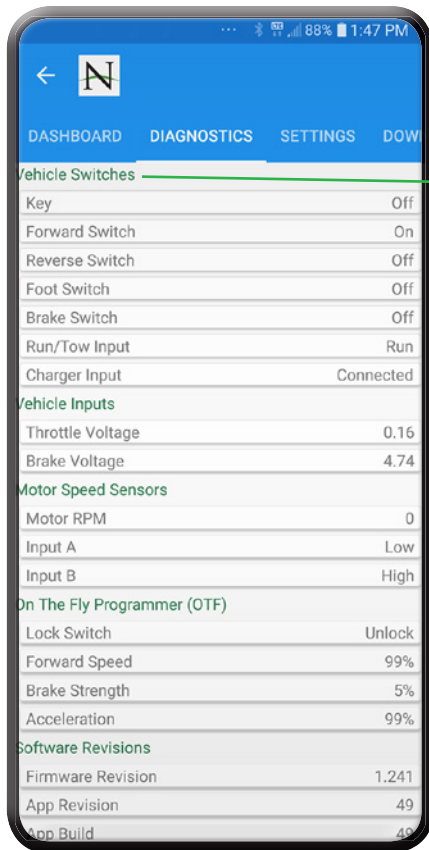 ... 88% 1:47 PM
N
DASHBOARD DIAGNOSTICS SETTINGS DOW
Vehicle Switches
Key Off
Forward Switch On
Reverse Switch Off
Foot Switch Off
Brake Switch Off
Run/Tow Input Run
Charger Input Connected
Vehicle Inputs
Throttle Voltage 0.16
Brake Voltage 4.74
Motor Speed Sensors
Motor RPM 0
Input A Low
Input B High
On The Fly Programmer (OTF)
Lock Switch Unlock
Forward Speed 99%
Brake Strength 5%
Acceleration 99%
Software Revisions
Firmware Revision 1.241
App Revision 49
App Build 49